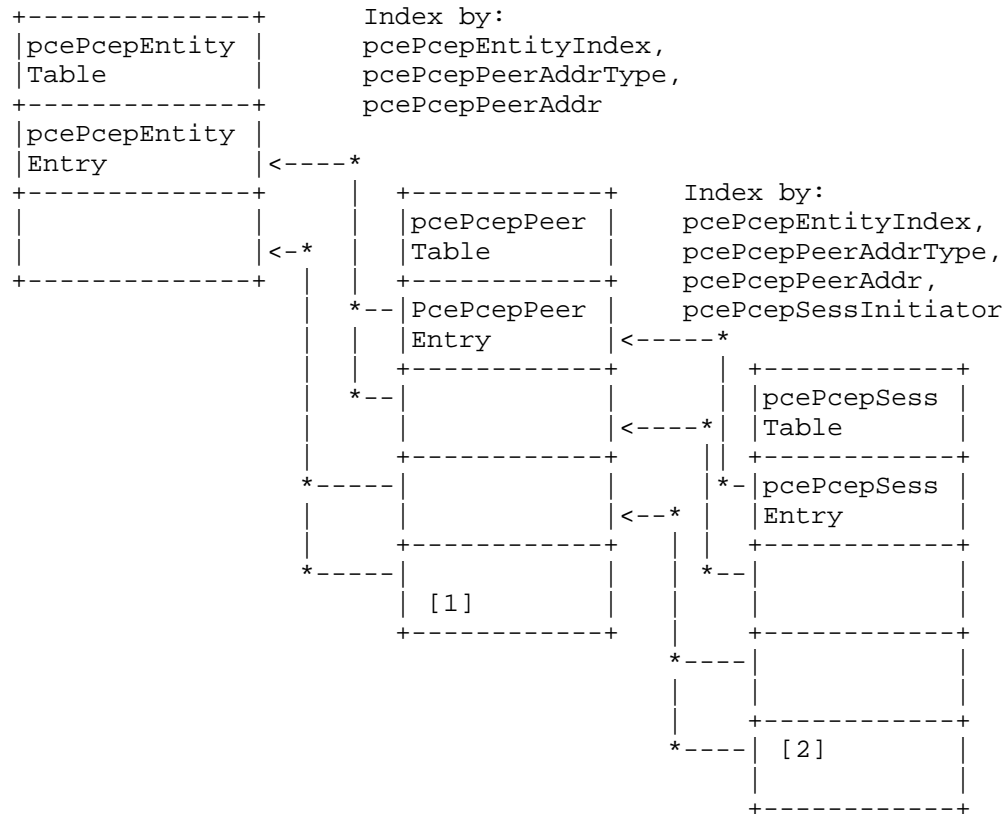 Index by:
pcePcepEntity
pcePcepEntityIndex,
Table
pcePcepPeerAddrType,
pcePcepPeerAddr
pcePcepEntity
Entry
Index by:
pcePcepPeer
pcePcepEntityIndex,
Table
pcePcepPeerAddrType,
pcePcepPeerAddr,
PcePcepPeer
pcePcepSessInitiator
Entry
pcePcepSess
Table
pcePcepSess
Entry
[1]
[2]